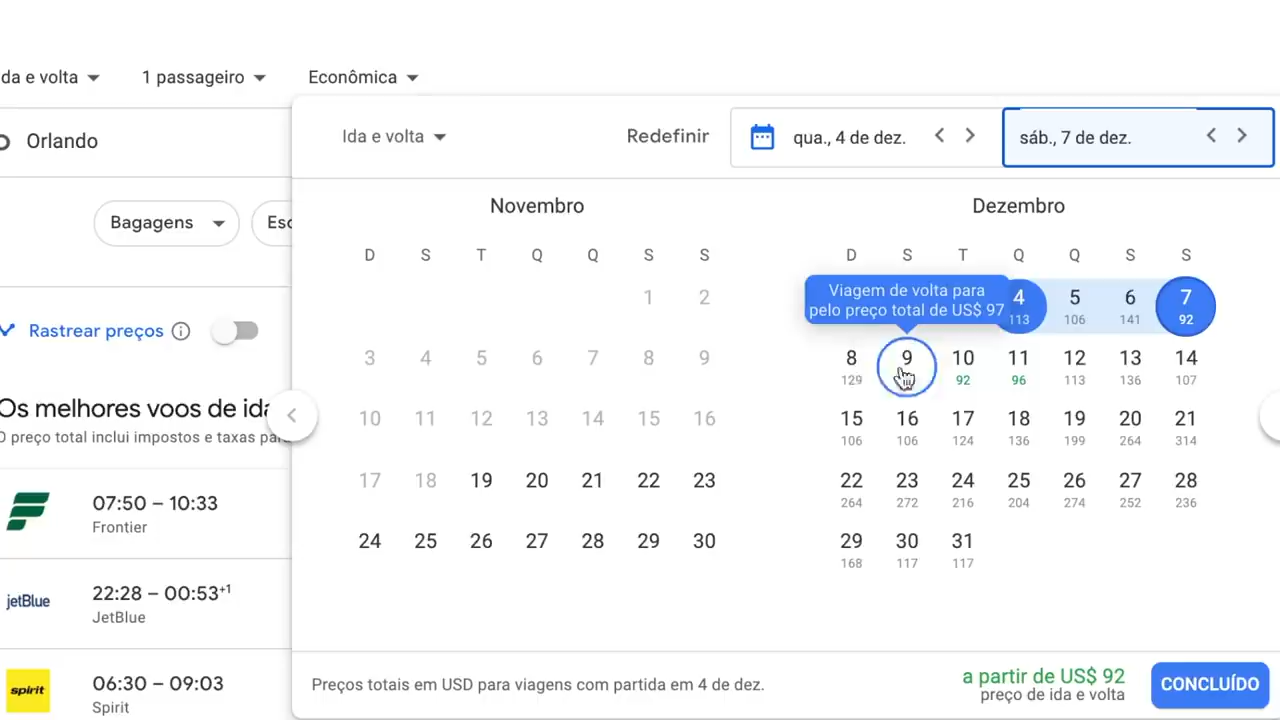 da e volta
1 passageiro
Econômica
Orlando
Ida e volta
Redefinir
qua., 4 de dez.
sáb., 7 de dez.
Bagagens
Esc
Rastrear preços
Os melhores voos de ida
O preço total inclui impostos e taxas par
07:50 – 10:33
Frontier
jetBlue
22:28 – 00:53+1
JetBlue
spirit
06:30 – 09:03
Spirit
Novembro
D S T Q Q S S
1 2
3 4 5 6 7 8 9
10 11 12 13 14 15 16
17 18 19 20 21 22 23
24 25 26 27 28 29 30
Dezembro
D S T Q Q S S
Viagem de volta para
pelo preço total de US$ 97
4 5 6 7
113 106 141 92
8 9 10 11 12 13 14
129 92 96 113 136 107
15 16 17 18 19 20 21
106 106 124 136 199 264 314
22 23 24 25 26 27 28
264 272 216 204 274 252 236
29 30 31
168 117 117
Preços totais em USD para viagens com partida em 4 de dez.
a partir de US$ 92
preço de ida e volta
CONCLUÍDO